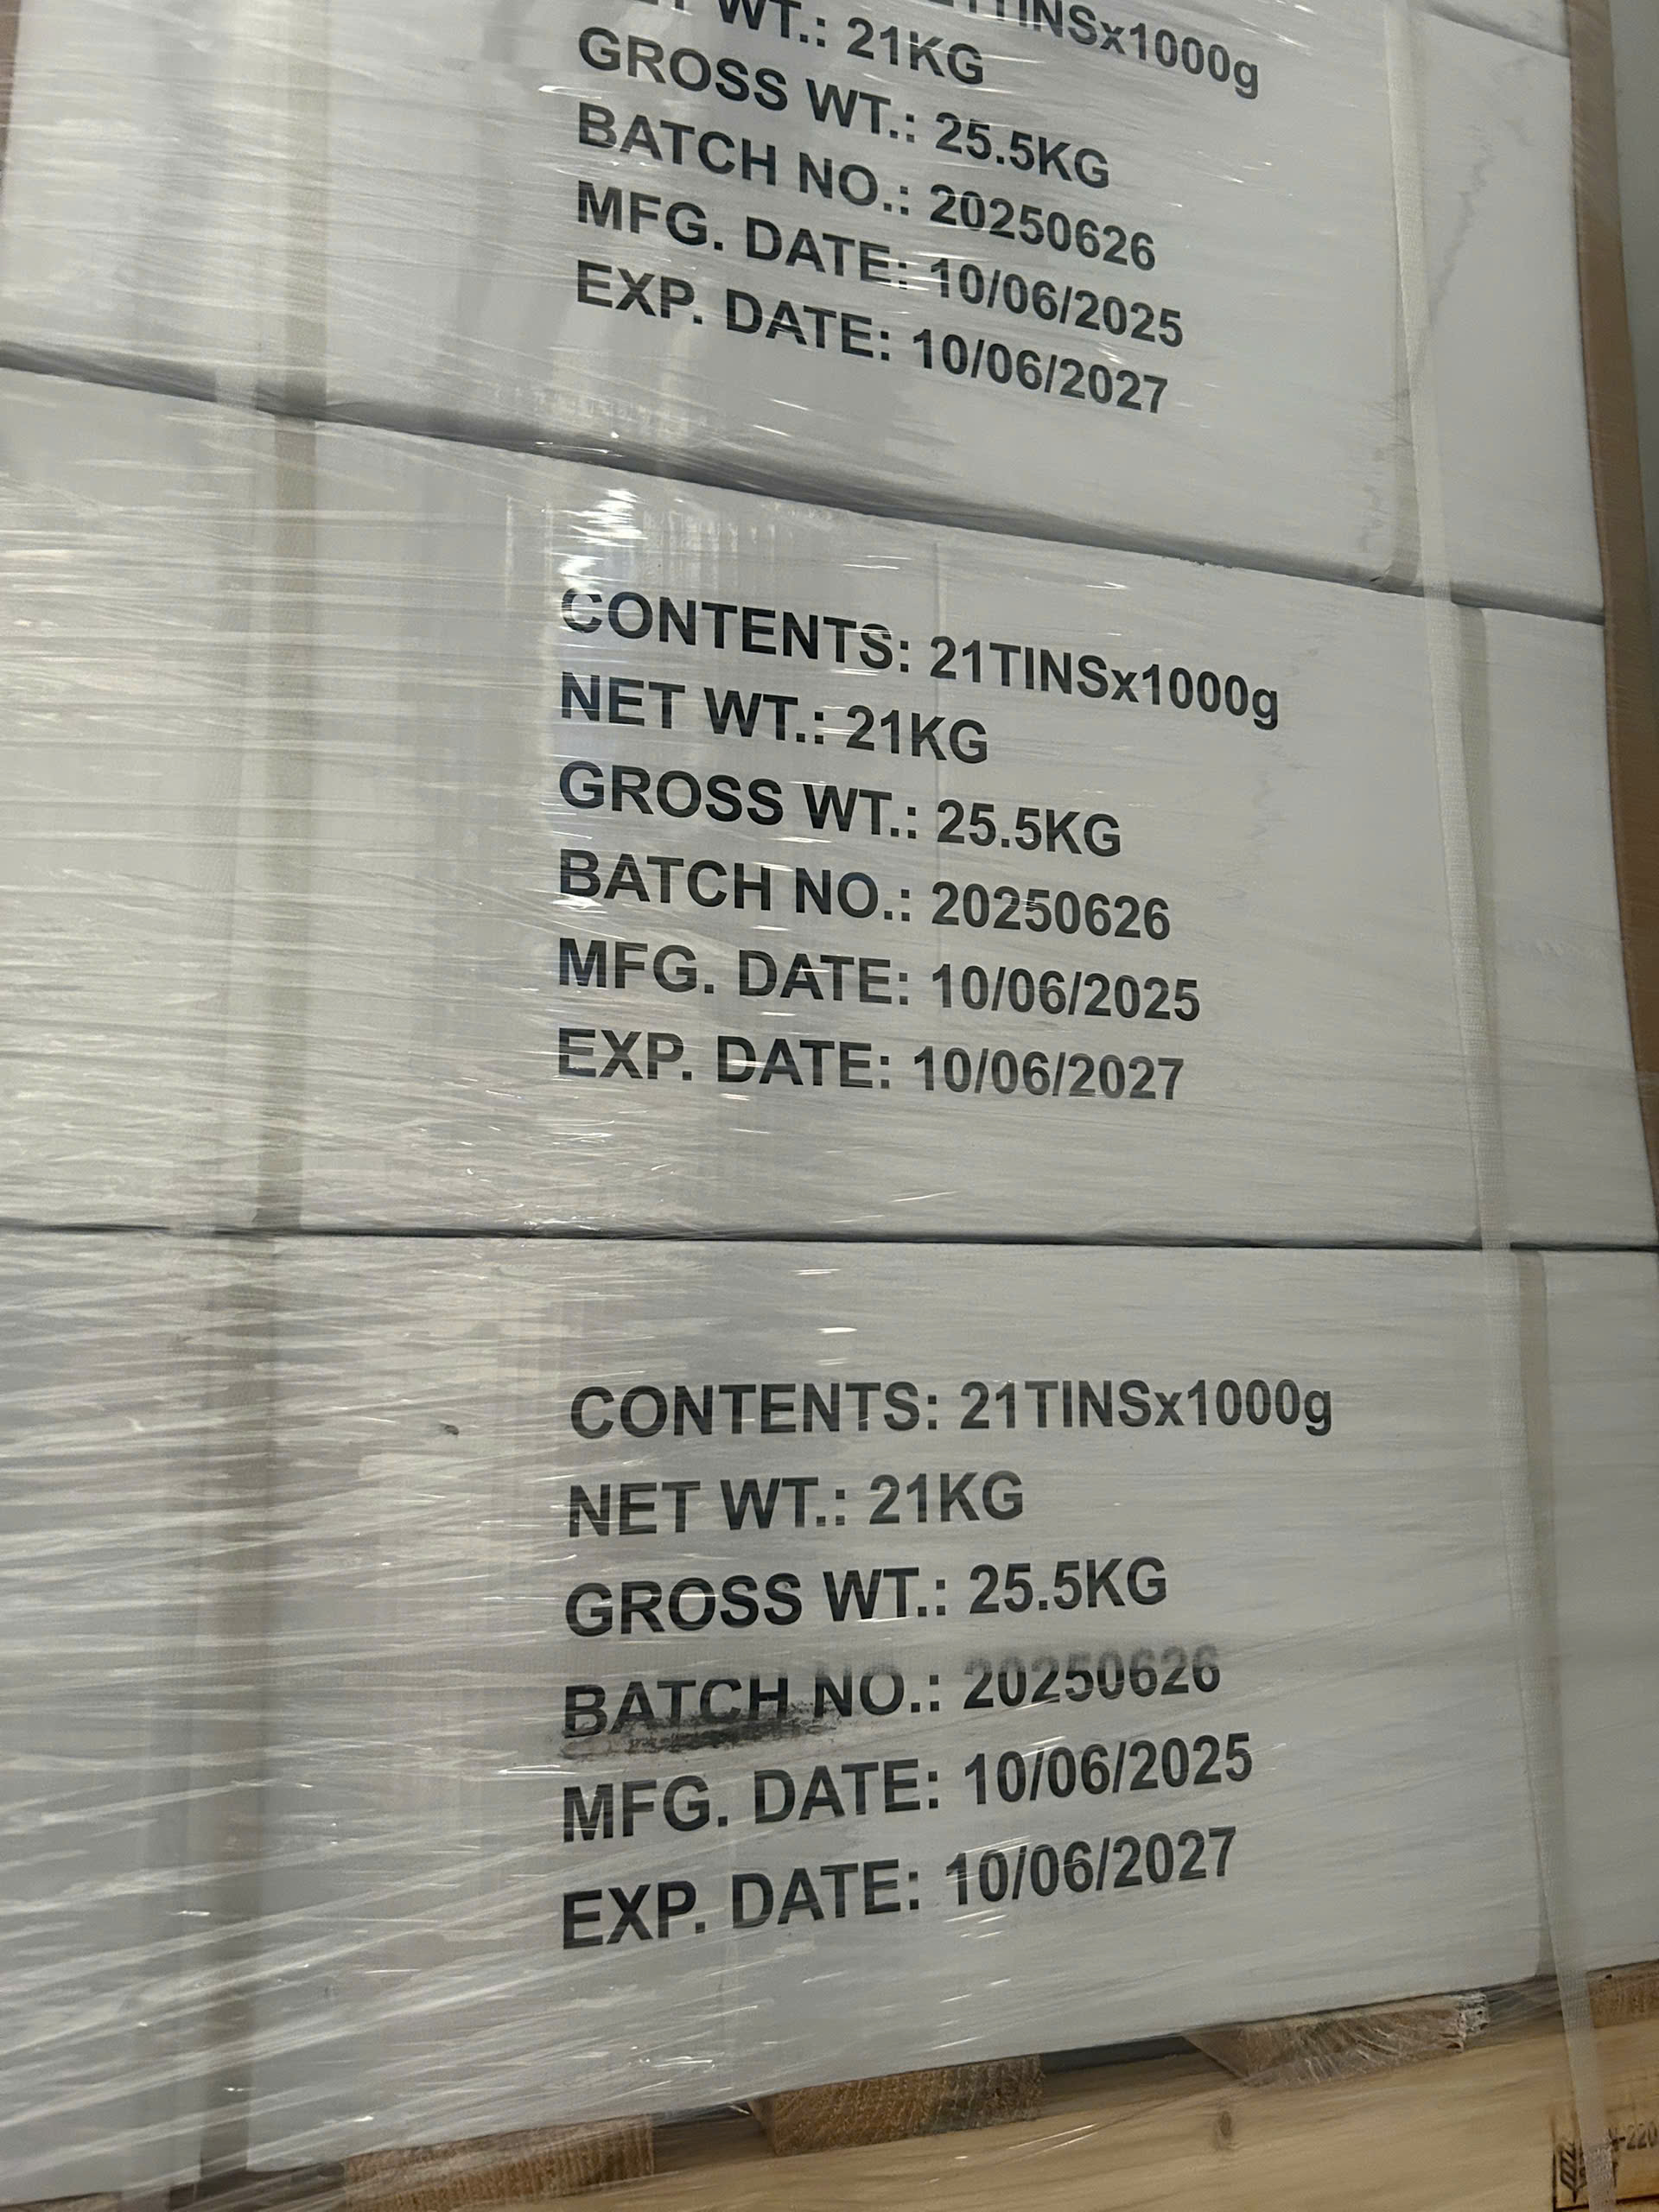 WT.: 21KG
TINSx1000g
GROSS WT.: 25.5KG
BATCH NO.: 20250626
MFG. DATE: 10/06/2025
EXP. DATE: 10/06/2027
CONTENTS: 21TINSx1000g
NET WT.: 21KG
GROSS WT.: 25.5KG
BATCH NO.: 20250626
MFG. DATE: 10/06/2025
EXP. DATE: 10/06/2027
CONTENTS: 21TINSx1000g
NET WT.: 21KG
GROSS WT.: 25.5KG
BATCH NO.: 20250626
MFG. DATE: 10/06/2025
EXP. DATE: 10/06/2027